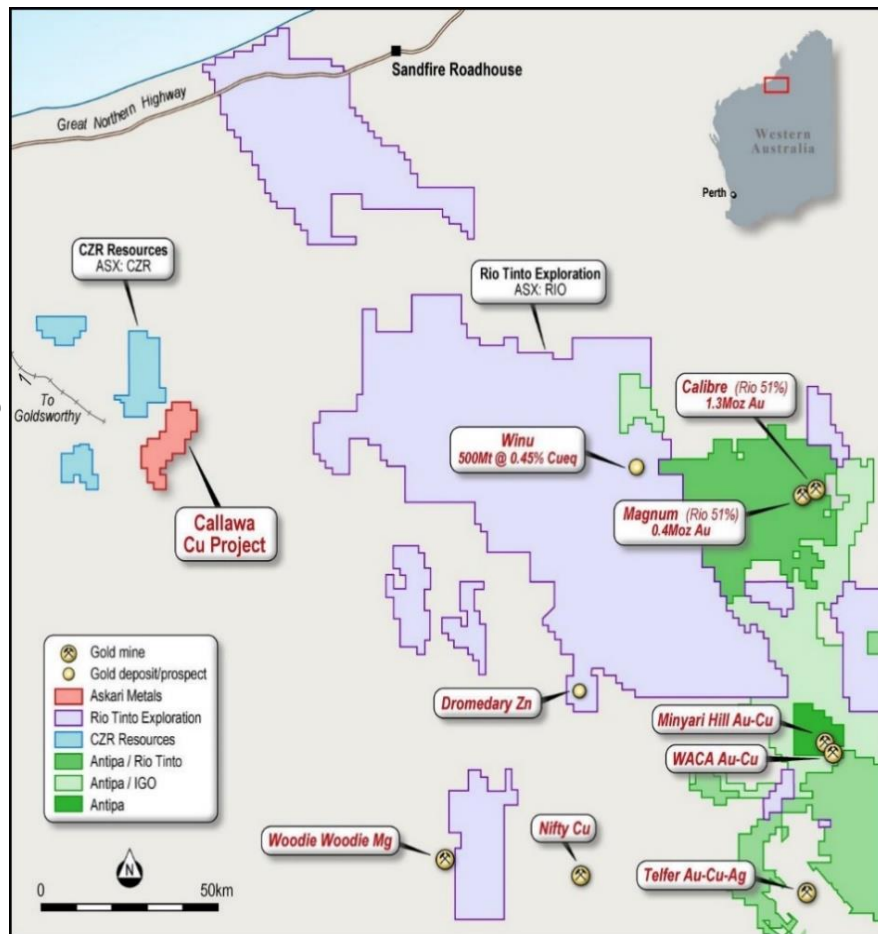 Sandfire Roadhouse
Great Northern Highway
Western
Australia
Perth
CZR Resources
ASX: CZR
Rio Tinto Exploration
ASX: RIO
To
Goldsworthy
Calibre (Rio 51%)
1.3Moz Au
Winu
500Mt @ 0.45% Cueq
Magnum (Rio 51%)
0.4Moz Au
Callawa
Cu Project
Gold mine
Gold deposit/prospect
Askari Metals
Rio Tinto Exploration
CZR Resources
Antipa / Rio Tinto
Antipa / IGO
Antipa
Dromedary Zn
Minyari Hill Au-Cu
WACA Au-Cu
Woodie Woodie Mg
Nifty Cu
Telfer Au-Cu-Ag
N
0 50km